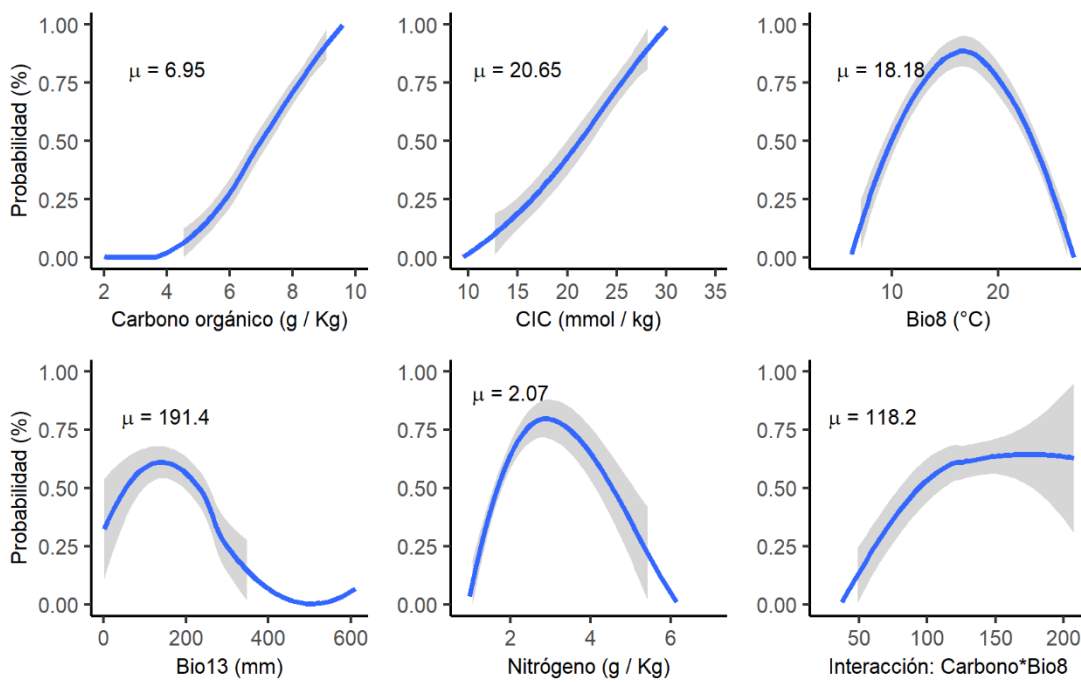 Probabilidad (%)
1.00
0.75
0.50
0.25
0.00
μ = 6.95
2 4 6 8 10
Carbono orgánico (g / Kg)
1.00
0.75
0.50
0.25
0.00
μ = 20.65
10 15 20 25 30 35
CIC (mmol / kg)
1.00
0.75
0.50
0.25
0.00
μ = 18.18
10 20
Bio8 (°C)
Probabilidad (%)
1.00
0.75
0.50
0.25
0.00
μ = 191.4
0 200 400 600
Bio13 (mm)
1.00
0.75
0.50
0.25
0.00
μ = 2.07
2 4 6
Nitrógeno (g / Kg)
1.00
0.75
0.50
0.25
0.00
μ = 118.2
50 100 150 200
Interacción: Carbono*Bio8